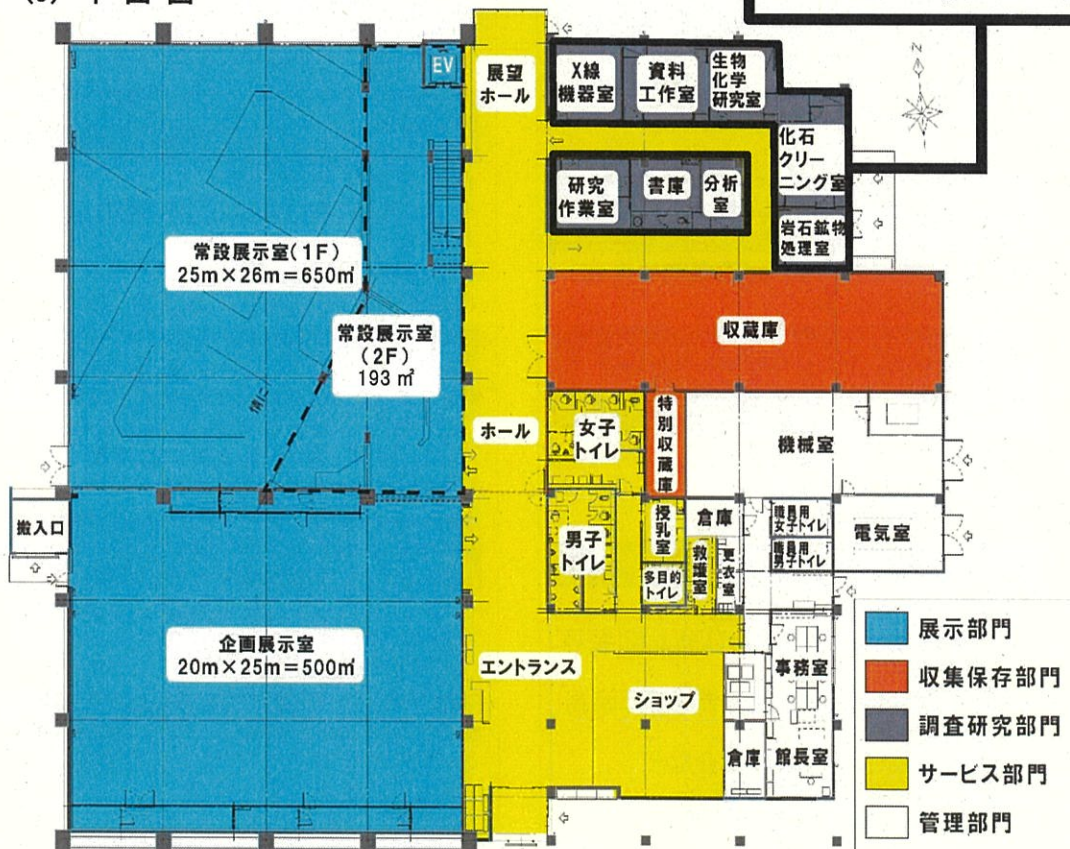 (3) 平面図
EV
展望
ホール
X線
機器室
資料
工作室
生物
化学
研究室
化石
クリー
ニング室
研究
作業室
書庫
分析
室
岩石鉱物
処理室
常設展示室(1F)
25m×26m=650㎡
常設展示室
(2F)
193㎡
収蔵庫
ホール
女子
トイレ
特別収蔵庫
機械室
搬入口
男子
トイレ
授乳室
倉庫
職員用
女子トイレ
職員用
男子トイレ
電気室
多目的
トイレ
救護室
更衣室
企画展示室
20m×25m=500㎡
エントランス
ショップ
事務室
倉庫
館長室
展示部門
収集保存部門
調査研究部門
サービス部門
管理部門